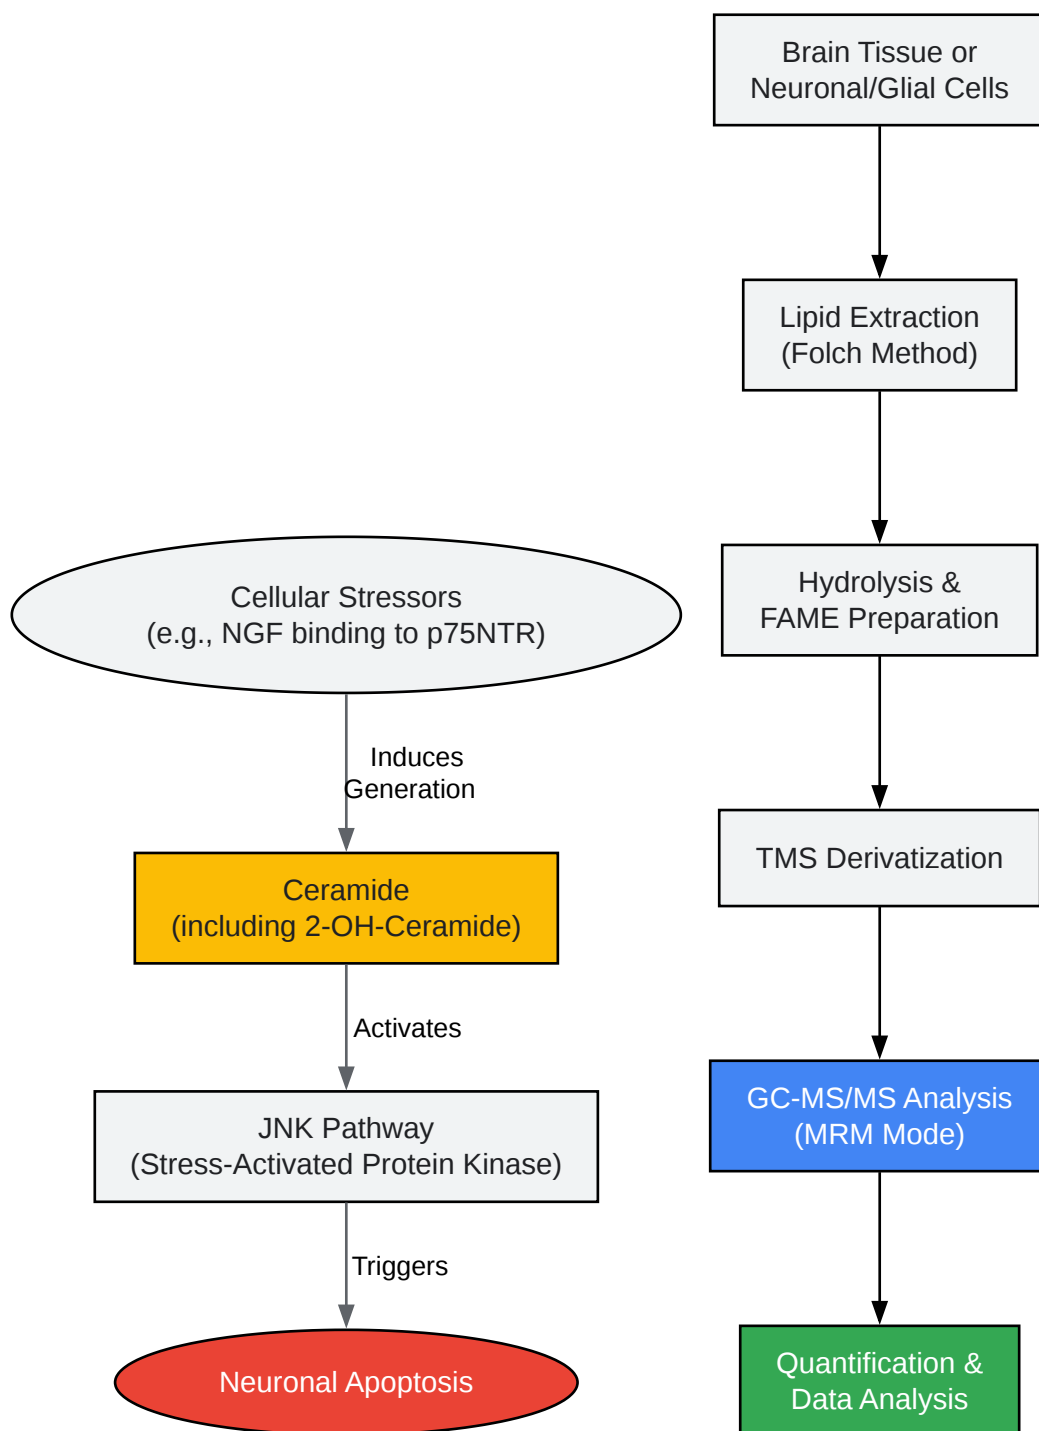 Brain Tissue or
Neuronal/Glial Cells
Lipid Extraction
(Folch Method)
Hydrolysis &
FAME Preparation
TMS Derivatization
GC-MS/MS Analysis
(MRM Mode)
Quantification &
Data Analysis
Cellular Stressors
(e.g., NGF binding to p75NTR)
Induces
Generation
Ceramide
(including 2-OH-Ceramide)
Activates
JNK Pathway
(Stress-Activated Protein Kinase)
Triggers
Neuronal Apoptosis